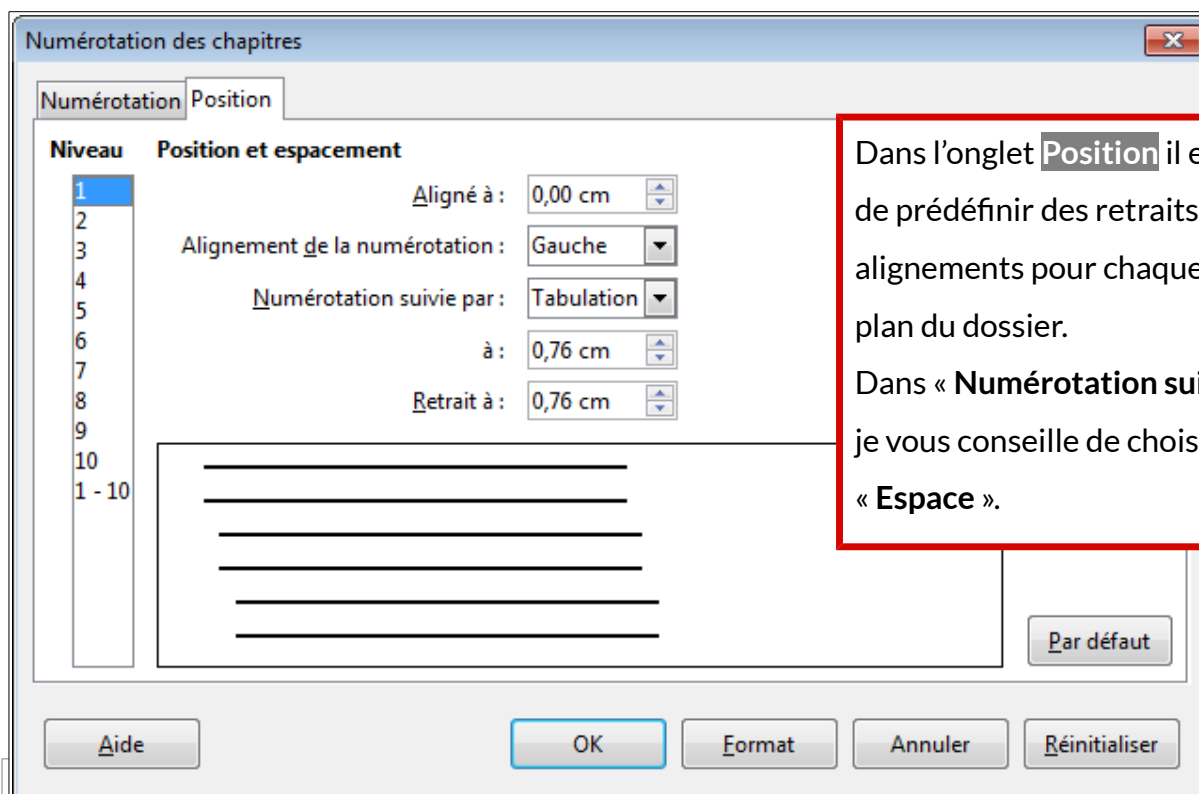 Numérotation des chapitres
Numérotation Position
Niveau Position et espacement
1
2
3
4
5
6
7
8
9
10
1 - 10
Aligné à : 0,00 cm
Alignement de la numérotation : Gauche
Numérotation suivie par : Tabulation
à : 0,76 cm
Retrait à : 0,76 cm
Dans l’onglet Position il
de prédéfinir des retraits
alignements pour chaque
plan du dossier.
Dans « Numérotation
je vous conseille de
« Espace ».
Par défaut
Aide OK Format Annuler Réinitialiser